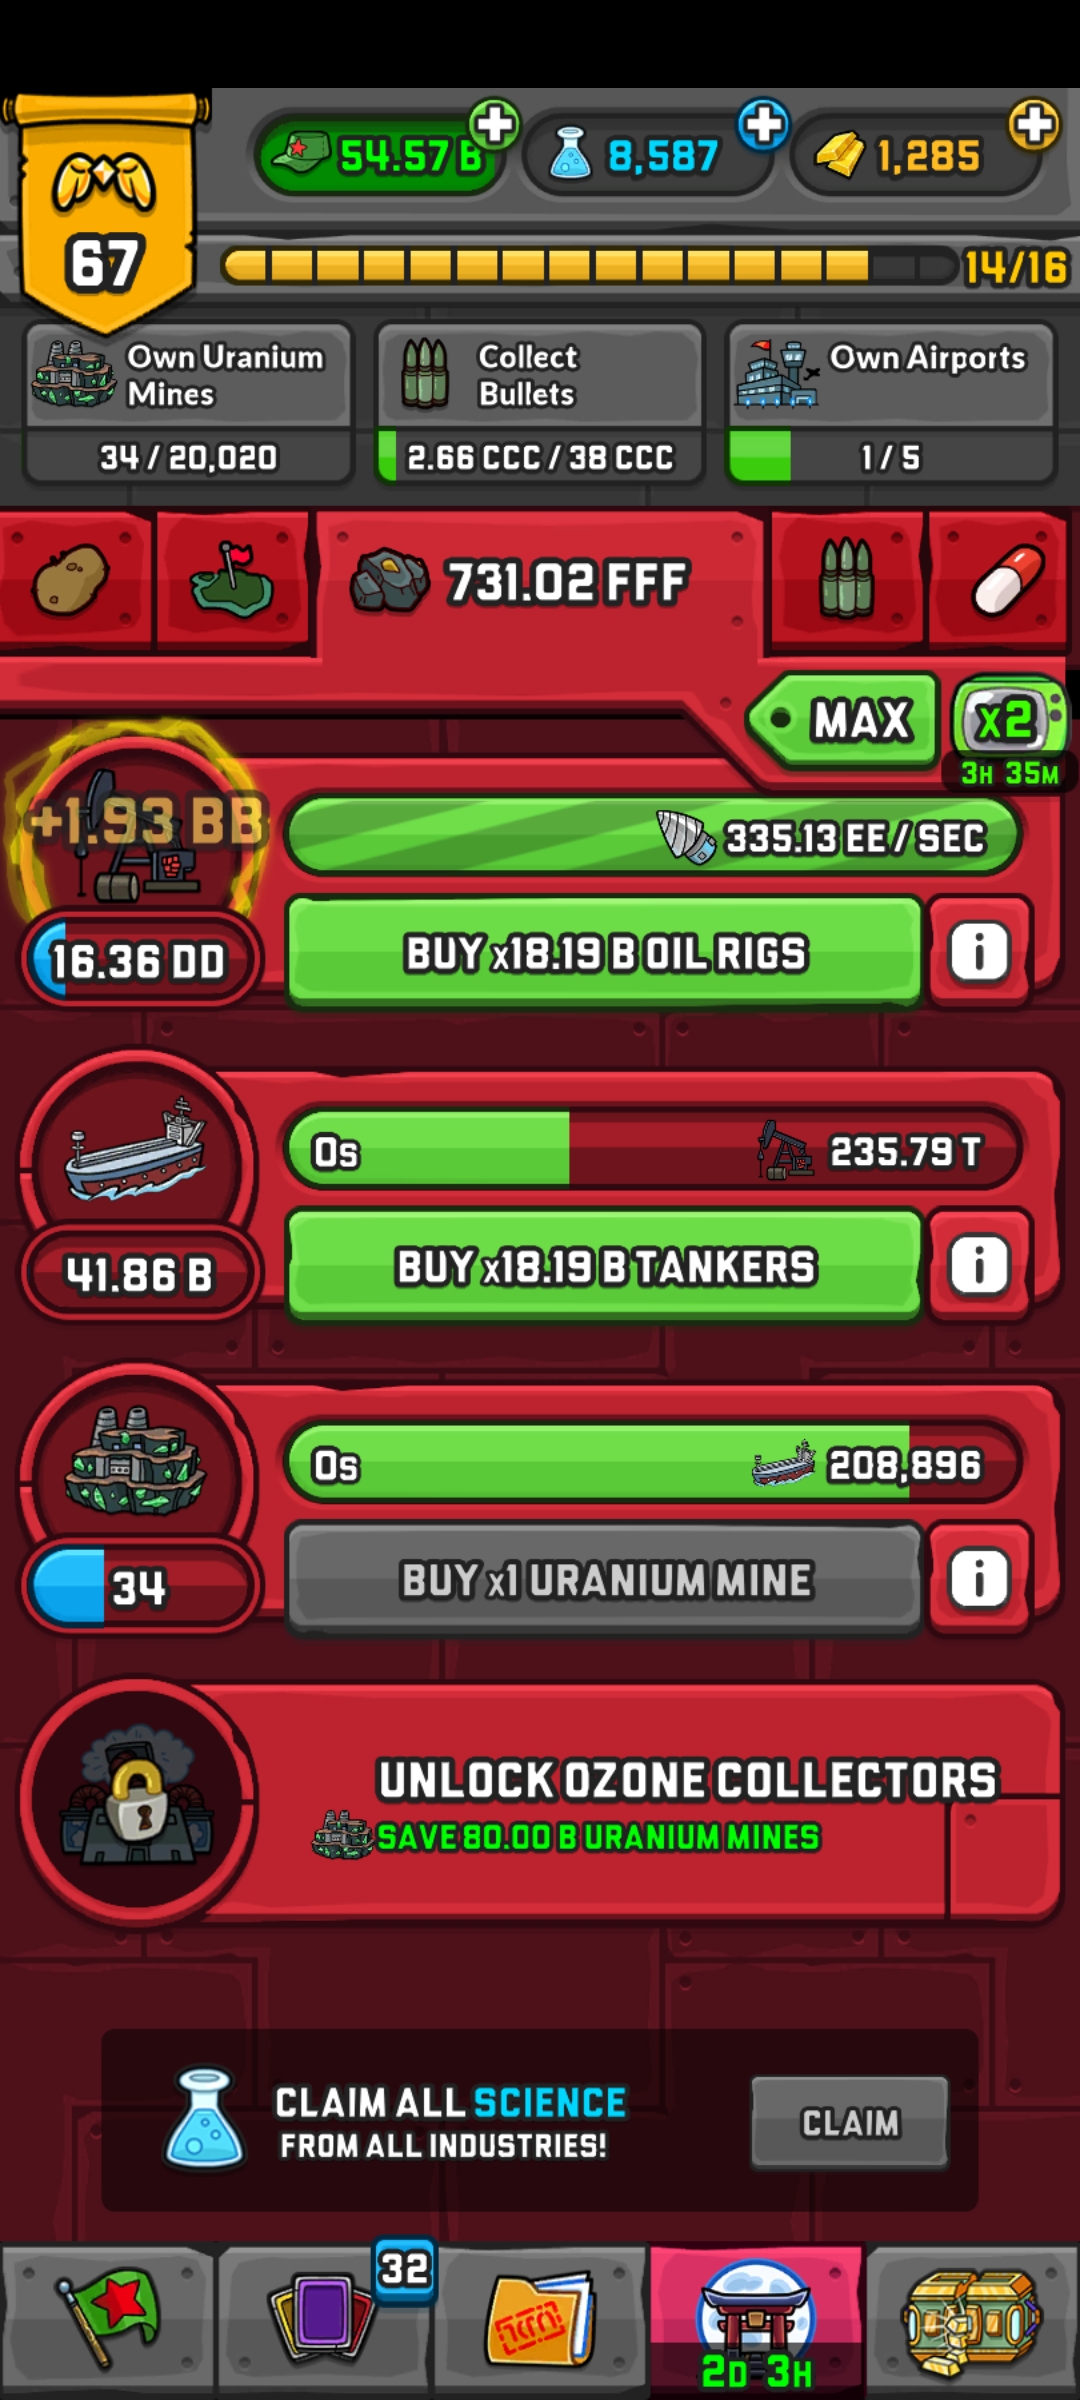 67
54.57 B
8,587
1,285
14/16
Own Uranium
Mines
34 / 20,020
Collect
Bullets
2.66 CCC / 38 CCC
Own Airports
1 / 5
731.02 FFF
MAX
x2
3H 35M
+1.93 BB
335.13 EE / SEC
16.36 DD
BUY x18.19 B OIL RIGS
i
0s
235.79 T
41.86 B
BUY x18.19 B TANKERS
i
0s
208,896
34
BUY x1 URANIUM MINE
i
UNLOCK OZONE COLLECTORS
SAVE 80.00 B URANIUM MINES
CLAIM ALL SCIENCE
FROM ALL INDUSTRIES!
CLAIM
32
2D 3H